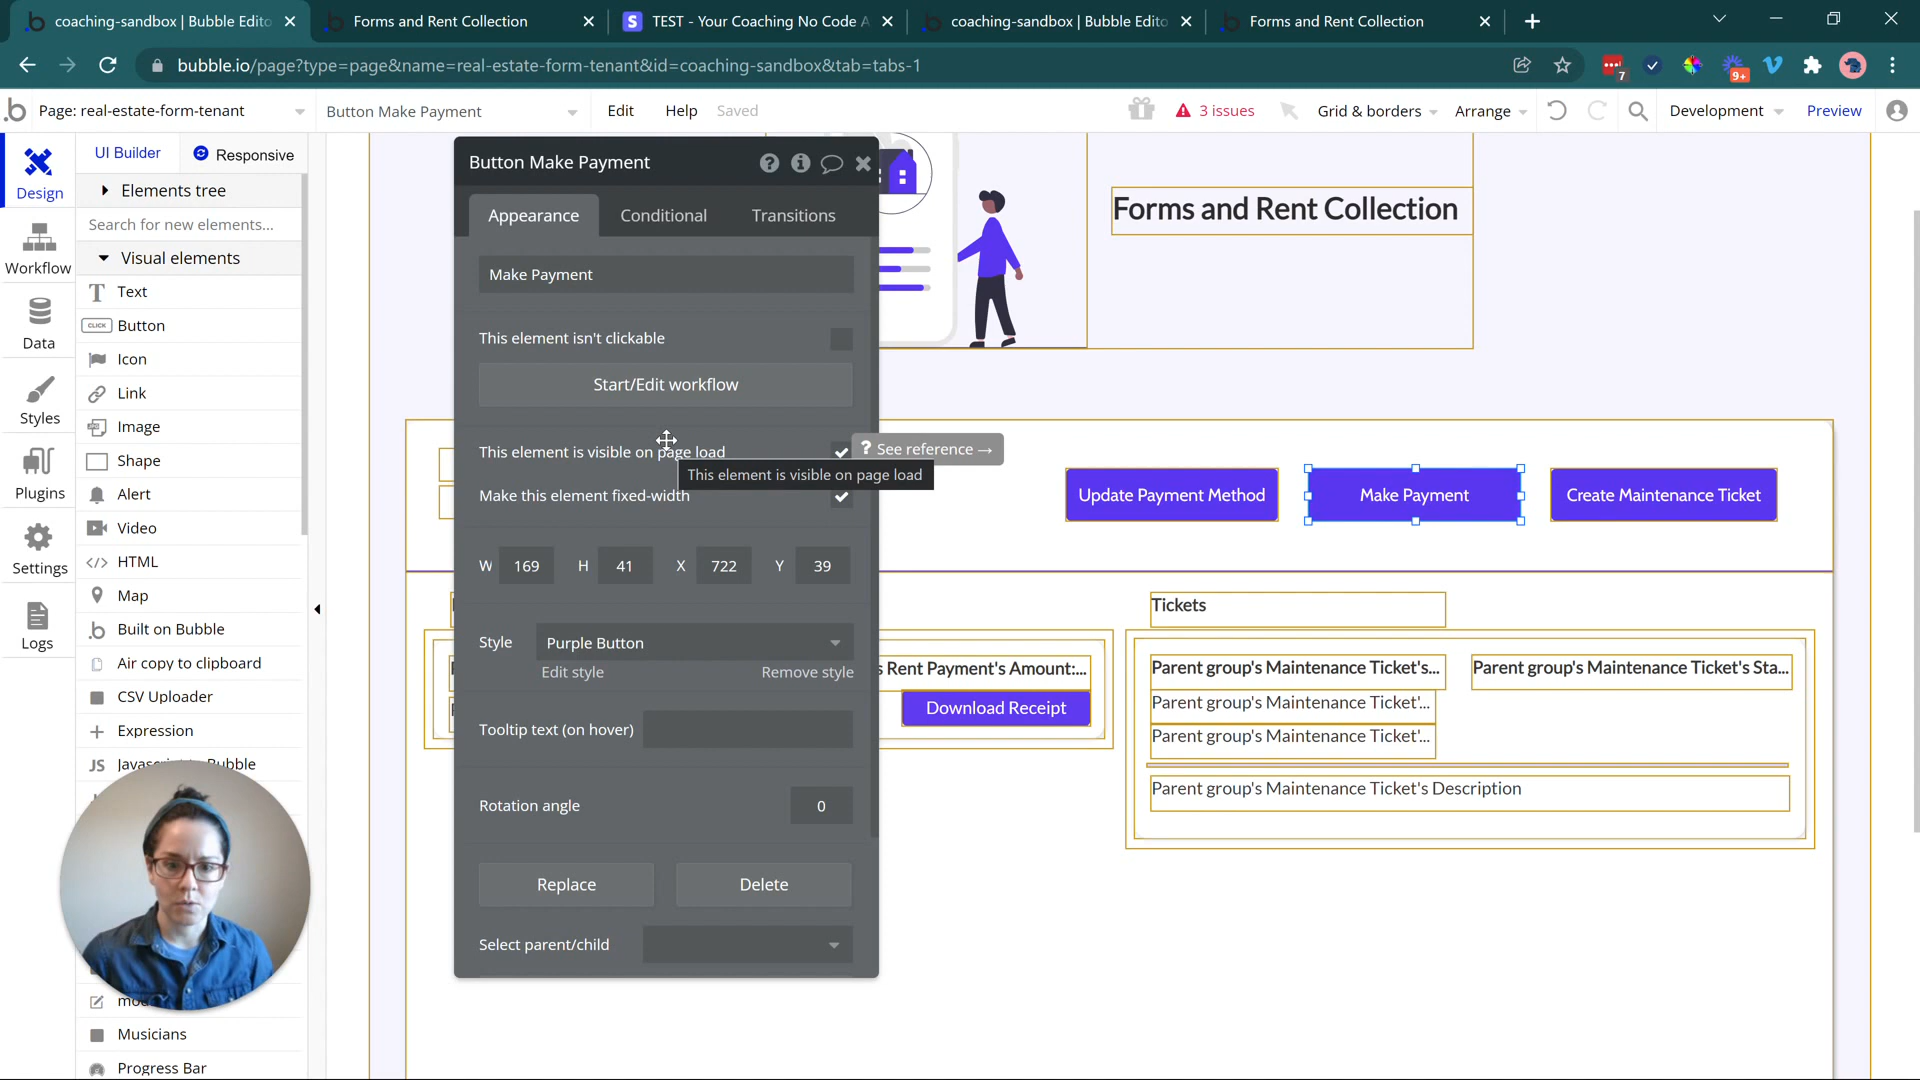 coaching-sandbox | Bubble Edito
Forms and Rent Collection
TEST - Your Coaching No Code A
coaching-sandbox | Bubble Edito
Forms and Rent Collection
bubble.io/page?type=page&name=real-estate-form-tenant&id=coaching-sandbox&tab=tabs-1
7
9+
Page: real-estate-form-tenant
Button Make Payment
Edit
Help
Saved
3 issues
Grid & borders
Arrange
Development
Preview
Design
Workflow
Data
Styles
Plugins
Settings
Logs
UI Builder
Responsive
Elements tree
Search for new elements...
Visual elements
Text
CLICK Button
Icon
Link
Image
Shape
Alert
Video
</> HTML
Map
Built on Bubble
Air copy to clipboard
CSV Uploader
Expression
JS
Bubble
Musicians
Progress Bar
Button Make Payment
Appearance
Conditional
Transitions
Make Payment
This element isn't clickable
Start/Edit workflow
This element is visible on page load
? See reference →
This element is visible on page load
Make this element fixed-width
W 169 H 41 X 722 Y 39
Style Purple Button
Edit style
Remove style
Tooltip text (on hover)
Rotation angle 0
Replace
Delete
Select parent/child
Forms and Rent Collection
Update Payment Method
Make Payment
Create Maintenance Ticket
s Rent Payment's Amount:...
Download Receipt
Tickets
Parent group's Maintenance Ticket's...
Parent group's Maintenance Ticket's Sta...
Parent group's Maintenance Ticket'...
Parent group's Maintenance Ticket'...
Parent group's Maintenance Ticket's Description